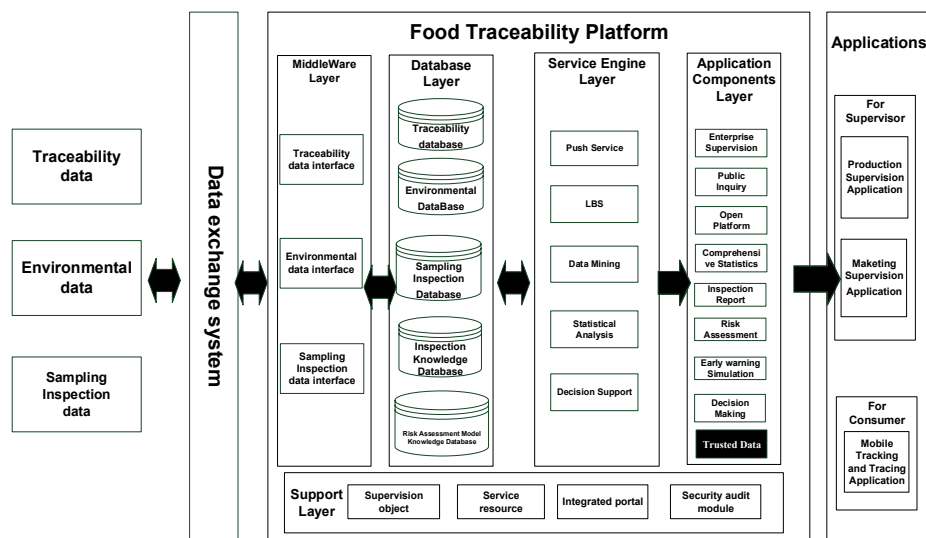 Traceability
data
Environmental
data
Sampling
Inspection
data
Data exchange system
Food Traceability Platform
MiddleWare
Layer
Traceability
data interface
Environmental
data interface
Sampling
Inspection
data interface
Database
Layer
Traceability
database
Environmental
DataBase
Sampling
Inspection
Database
Inspection
Knowledge
Database
Risk Assessment Model
Knowledge Database
Service Engine
Layer
Push Service
LBS
Data Mining
Statistical
Analysis
Decision Support
Application
Components
Layer
Enterprise
Supervision
Public
Inquiry
Open
Platform
Comprehensi
ve Statistics
Inspection
Report
Risk
Assessment
Early warning
Simulation
Decision
Making
Trusted Data
Support
Layer
Supervision
object
Service
resource
Integrated portal
Security audit
module
Applications
For
Supervisor
Production
Supervision
Application
Maketing
Supervision
Application
For
Consumer
Mobile
Tracking
and Tracing
Application